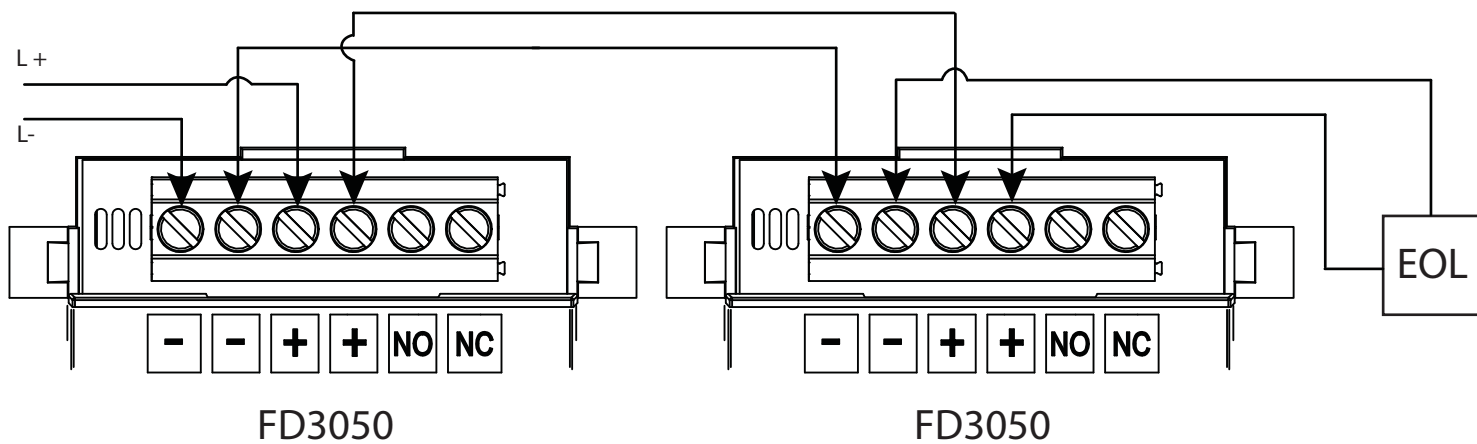 L +
L-
EOL
- - + + NO NC
- - + + NO NC
FD3050
FD3050